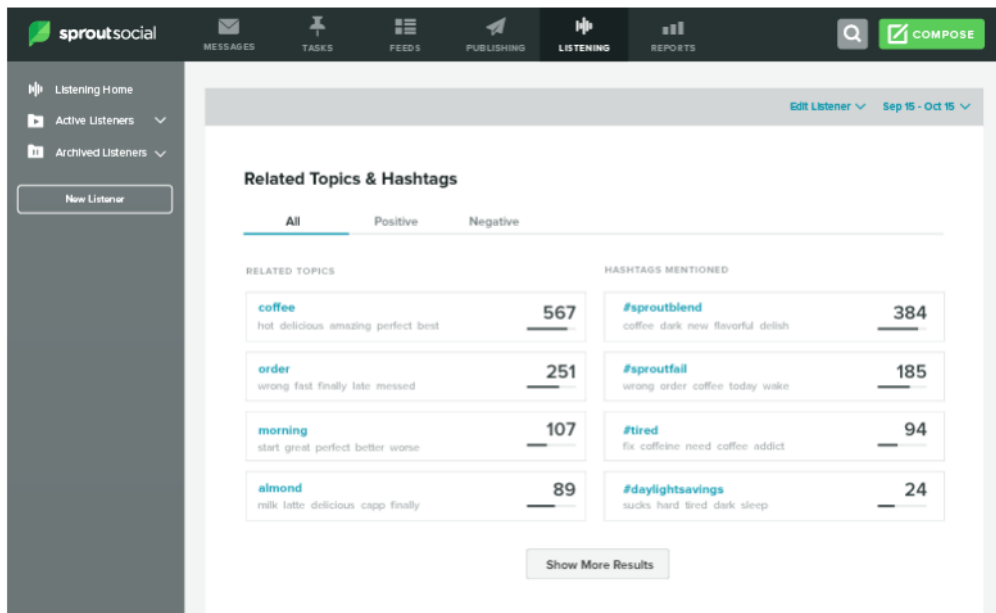 sproutsocial
MESSAGES
TASKS
FEEDS
PUBLISHING
LISTENING
REPORTS
COMPOSE
Listening Home
Active Listeners
Archived Listeners
New Listener
Edit Listener
Sep 15 - Oct 15
Related Topics & Hashtags
All
Positive
Negative
RELATED TOPICS
coffee
567
hot delicious amazing perfect best
order
251
wrong fast finally late messed
morning
107
start great perfect better worse
almond
89
milk latte delicious capp finally
HASHTAGS MENTIONED
#sproutblend
384
coffee dark new flavorful delish
#sproutfail
185
wrong order coffee today wake
#tired
94
fix coffeine need coffee addict
#daylightsavings
24
sucks hard tired dark sleep
Show More Results